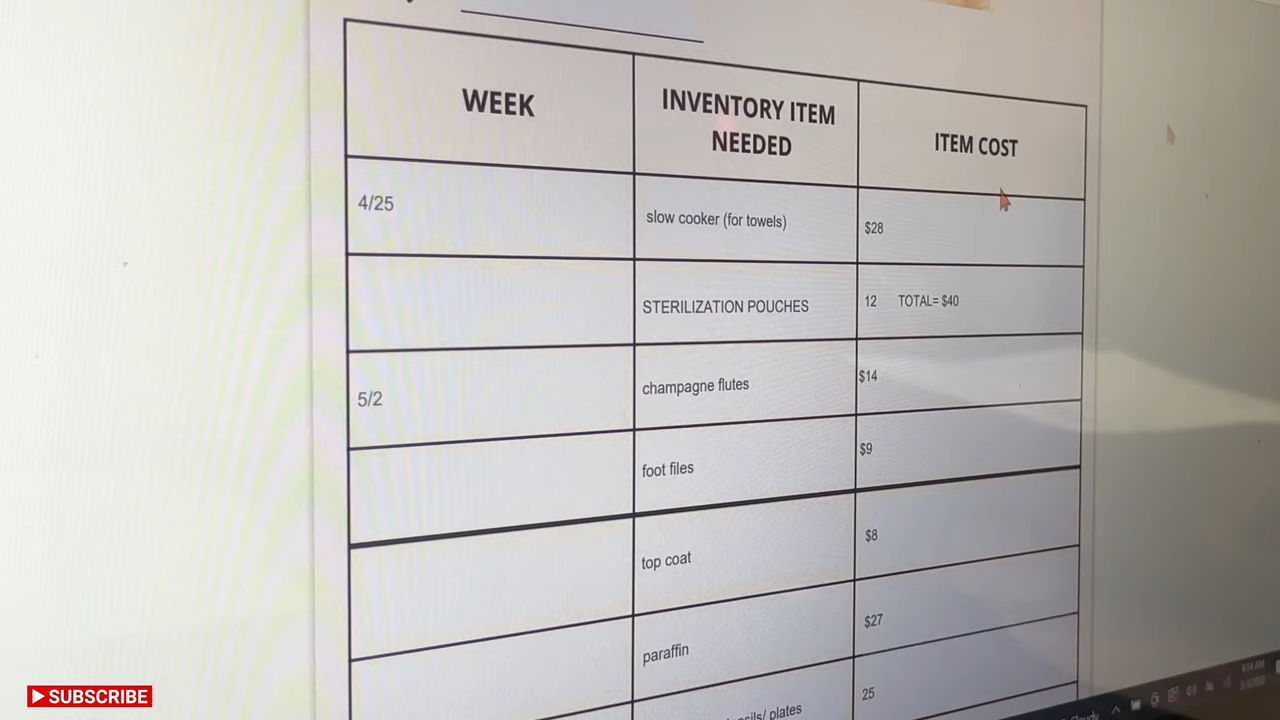 WEEK
INVENTORY ITEM
NEEDED
ITEM COST
4/25
slow cooker (for towels)
$28
STERILIZATION POUCHES
12 TOTAL= $40
5/2
champagne flutes
$14
foot files
$9
top coat
$8
paraffin
$27
plates
25
SUBSCRIBE